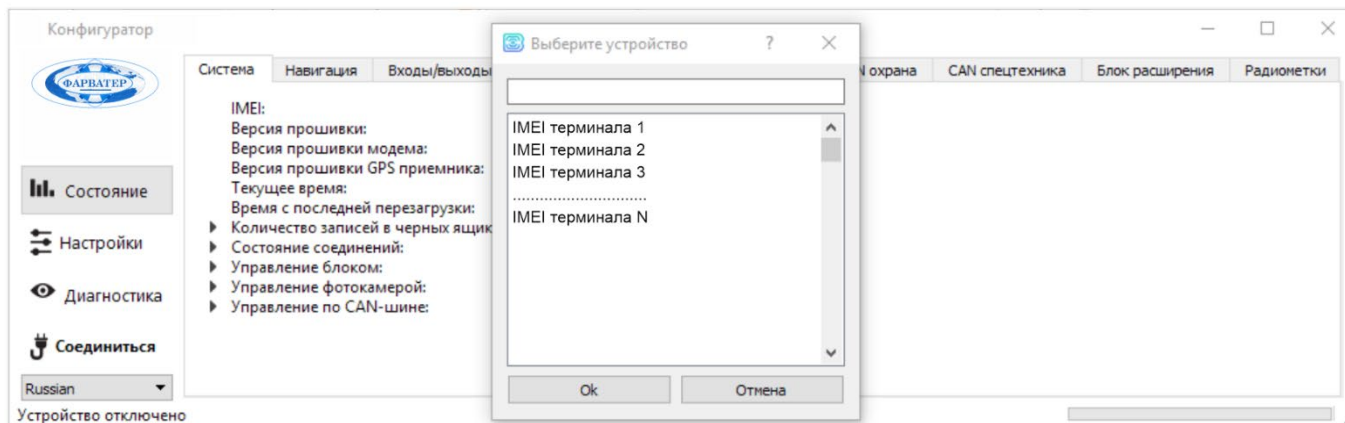 Конфигуратор
ФАРВАТЕР
Состояние
Настройки
Диагностика
Соединиться
Russian
Устройство отключено
Система Навигация Входы/выходы охрана CAN спецтехника Блок расширения Радиометки
IMEI:
Версия прошивки:
Версия прошивки модема:
Версия прошивки GPS приемника:
Текущее время:
Время с последней перезагрузки:
Количество записей в черных ящик
Состояние соединений:
Управление блоком:
Управление фотокамерой:
Управление по CAN-шине:
Выберите устройство ?
IMEI терминала 1
IMEI терминала 2
IMEI терминала 3
..............................
IMEI терминала N
Ok Отмена